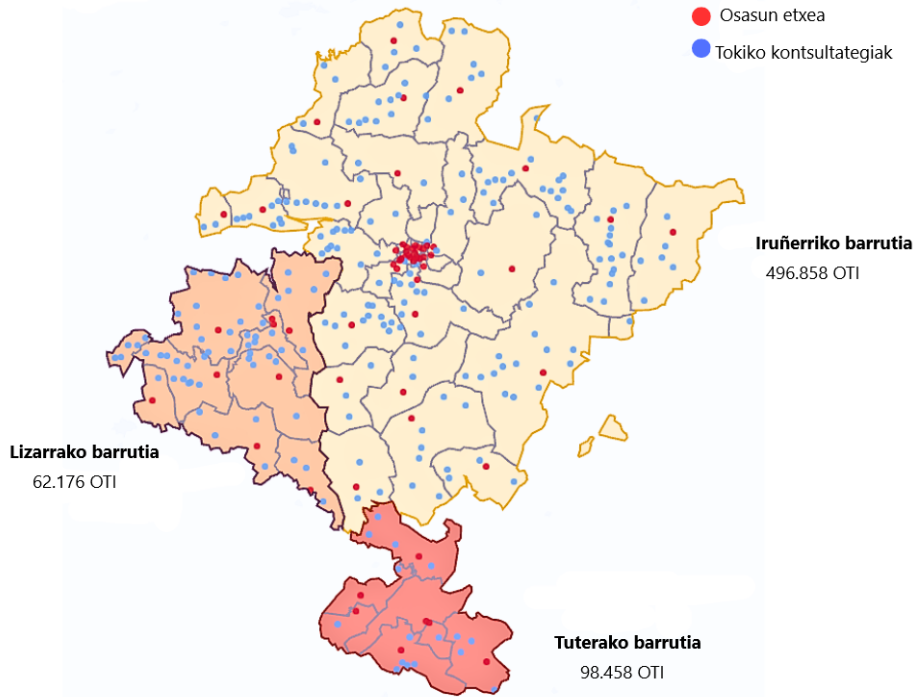 Osasun etxea
Tokiko kontsultategiak
Iruñerriko barrutia
496.858 OTI
Lizarrako barrutia
62.176 OTI
Tuterako barrutia
98.458 OTI